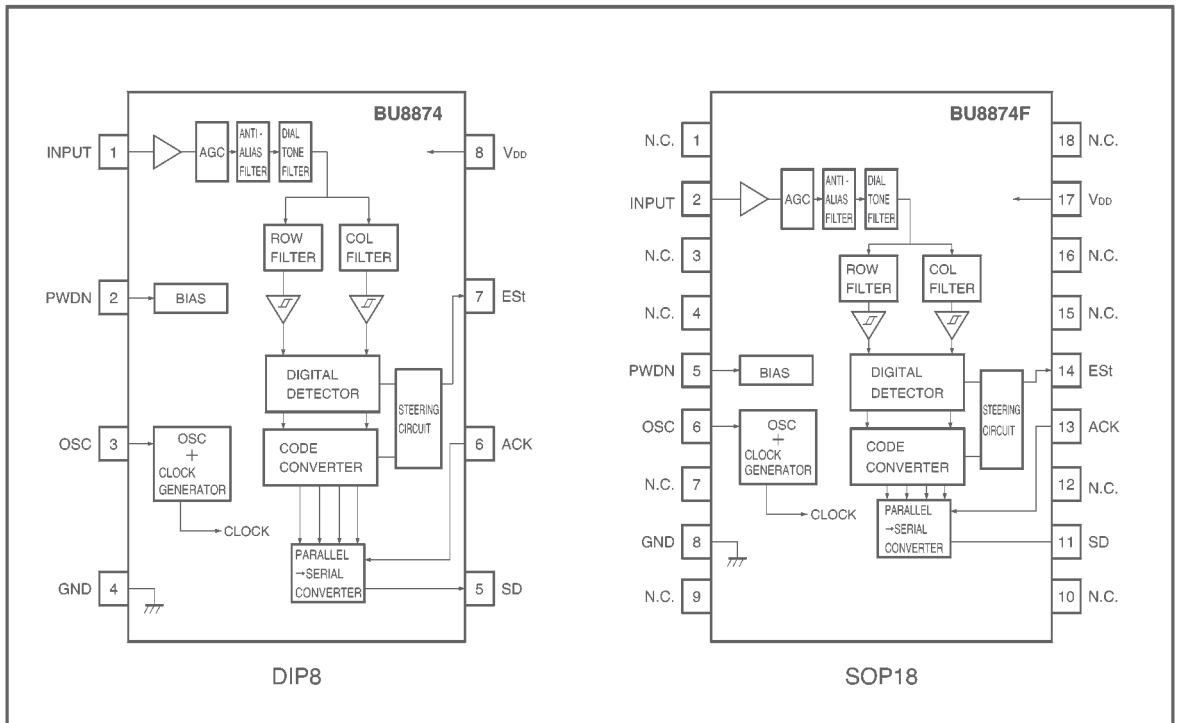 BU8874
INPUT
1
AGC
ANTI-
ALIAS
FILTER
DIAL
TONE
FILTER
8
VDD
ROW
FILTER
COL
FILTER
PWDN
2
BIAS
7
ESt
DIGITAL
DETECTOR
STEERING
CIRCUIT
OSC
3
OSC
+
CLOCK
GENERATOR
CODE
CONVERTER
6
ACK
CLOCK
PARALLEL
→SERIAL
CONVERTER
GND
4
5
SD
DIP8
BU8874F
N.C.
1
18
N.C.
INPUT
2
AGC
ANTI-
ALIAS
FILTER
DIAL
TONE
FILTER
17
VDD
N.C.
3
ROW
FILTER
COL
FILTER
16
N.C.
N.C.
4
15
N.C.
PWDN
5
BIAS
DIGITAL
DETECTOR
14
ESt
STEERING
CIRCUIT
OSC
6
OSC
+
CLOCK
GENERATOR
CODE
CONVERTER
13
ACK
N.C.
7
12
N.C.
CLOCK
PARALLEL
→SERIAL
CONVERTER
GND
8
11
SD
N.C.
9
10
N.C.
SOP18